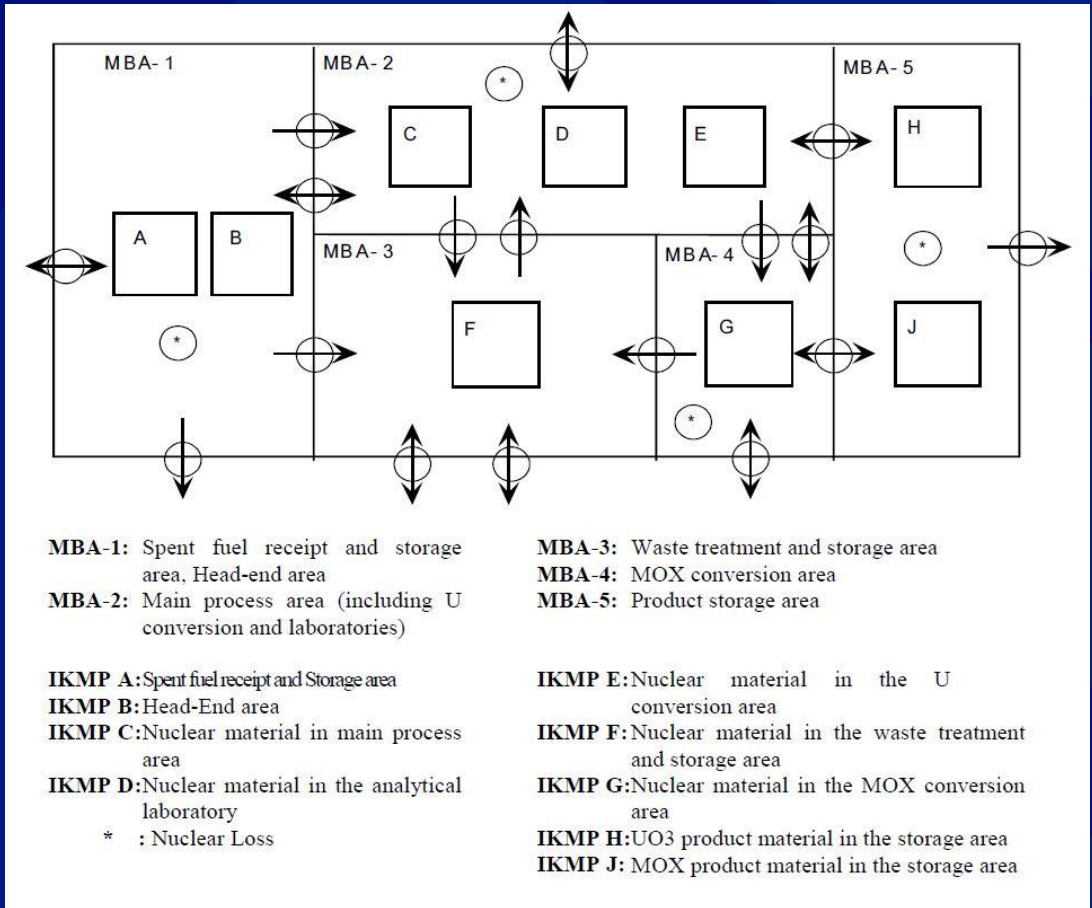 MBA- 1
MBA- 2
MBA- 5
*
C
D
E
H
A
B
MBA- 3
MBA- 4
*
*
F
G
J
*
MBA-1: Spent fuel receipt and storage
area, Head-end area
MBA-2: Main process area (including U
conversion and laboratories)
MBA-3: Waste treatment and storage area
MBA-4: MOX conversion area
MBA-5: Product storage area
IKMP A:Spent fuel receipt and Storage area
IKMP B:Head-End area
IKMP C:Nuclear material in main process
area
IKMP D:Nuclear material in the analytical
laboratory
* : Nuclear Loss
IKMP E:Nuclear material in the U
conversion area
IKMP F:Nuclear material in the waste treatment
and storage area
IKMP G:Nuclear material in the MOX conversion
area
IKMP H:UO3 product material in the storage area
IKMP J: MOX product material in the storage area